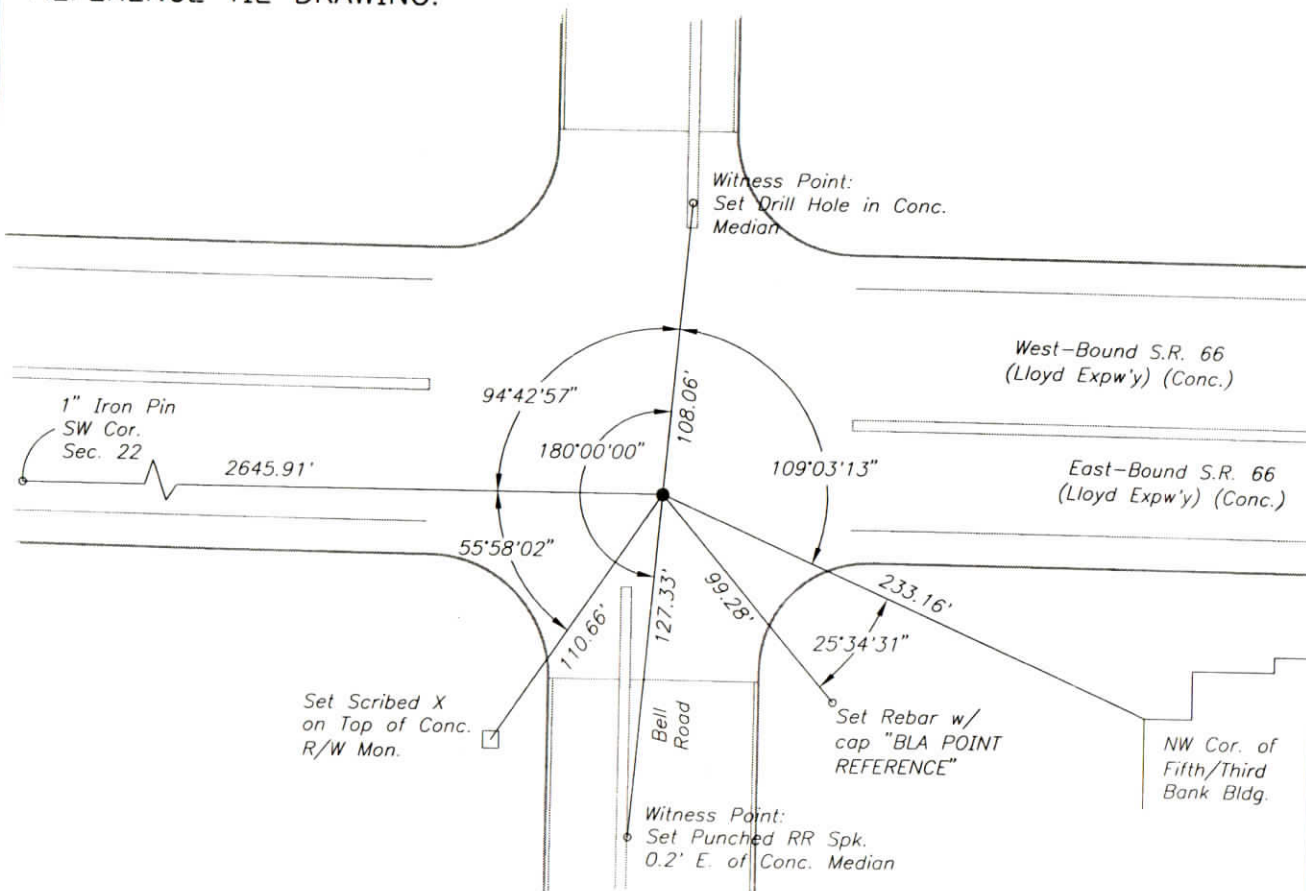 REFERENCE TIE DRAWING:
Witness Point:
Set Drill Hole in Conc.
Median
West-Bound S.R. 66
(Lloyd Expw'y) (Conc.)
1" Iron Pin
SW Cor.
Sec. 22
94°42'57"
108.06'
180°00'00"
109°03'13"
2645.91'
East-Bound S.R. 66
(Lloyd Expw'y) (Conc.)
55°58'02"
110.66'
127.33'
99.28'
233.16'
25°34'31"
Set Scribed X
on Top of Conc.
R/W Mon.
Bell
Road
Set Rebar w/
cap "BLA POINT
REFERENCE"
NW Cor. of
Fifth/Third
Bank Bldg.
Witness Point:
Set Punched RR Spk.
0.2' E. of Conc. Median